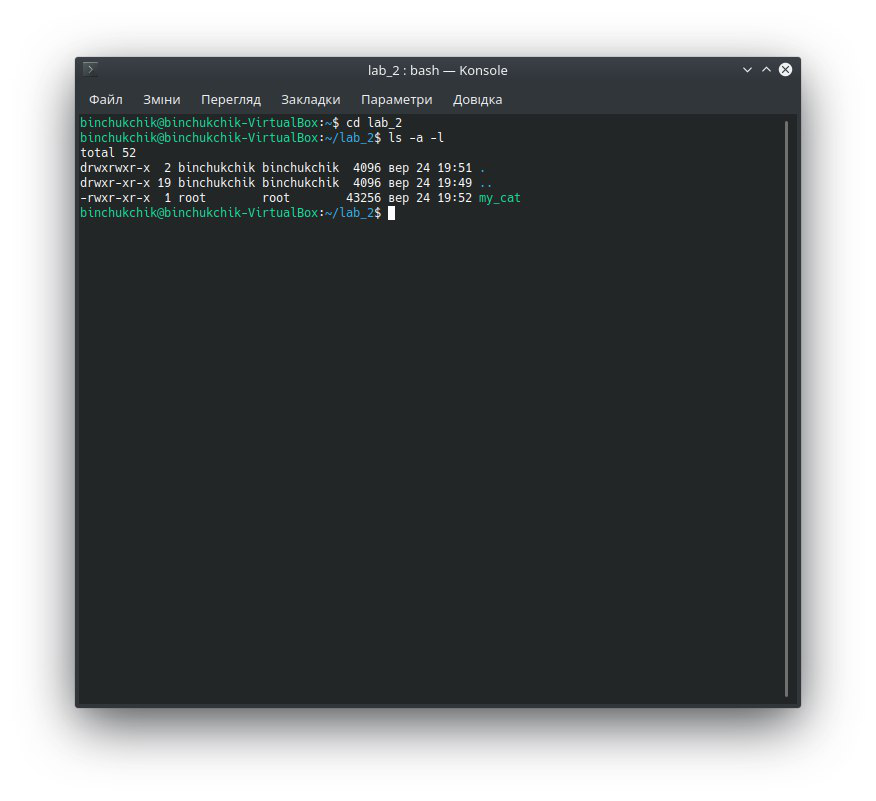 lab_2 : bash — Konsole
Файл Зміни Перегляд Закладки Параметри Довідка
binchukchik@binchukchik-VirtualBox:~$ cd lab_2
binchukchik@binchukchik-VirtualBox:~/lab_2$ ls -a -l
total 52
drwxrwxr-x  2 binchukchik binchukchik  4096 вер 24 19:51 .
drwxr-xr-x 19 binchukchik binchukchik  4096 вер 24 19:49 ..
-rwxr-xr-x  1 root        root        43256 вер 24 19:52 my_cat
binchukchik@binchukchik-VirtualBox:~/lab_2$